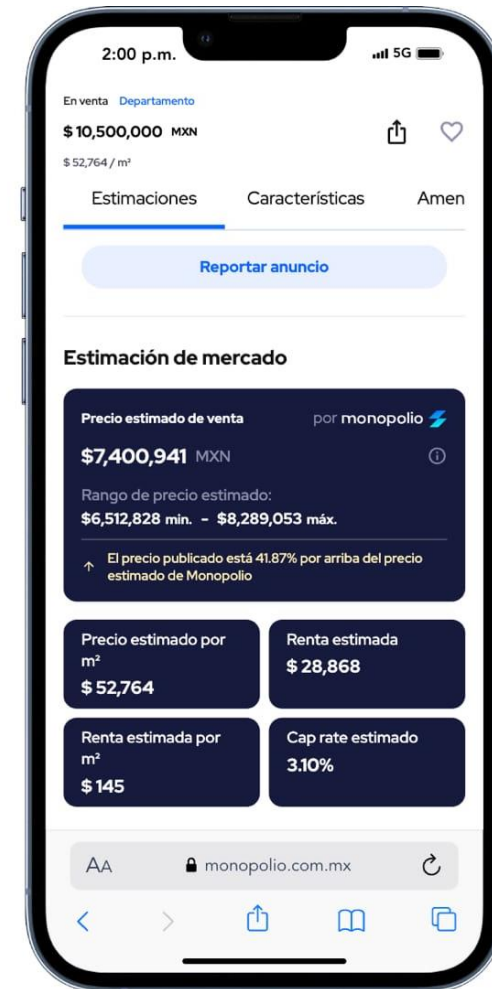 2:00 p.m. 5G
En venta Departamento
$ 10,500,000 MXN
$ 52,764 / m²
Estimaciones Características Amen
Reportar anuncio
Estimación de mercado
Precio estimado de venta por monopolio
$7,400,941 MXN
Rango de precio estimado:
$6,512,828 min. - $8,289,053 máx.
El precio publicado está 41.87% por arriba del precio
estimado de Monopolio
Precio estimado por
m²
$ 52,764
Renta estimada
$ 28,868
Renta estimada por
m²
$ 145
Cap rate estimado
3.10%
AA monopolio.com.mx